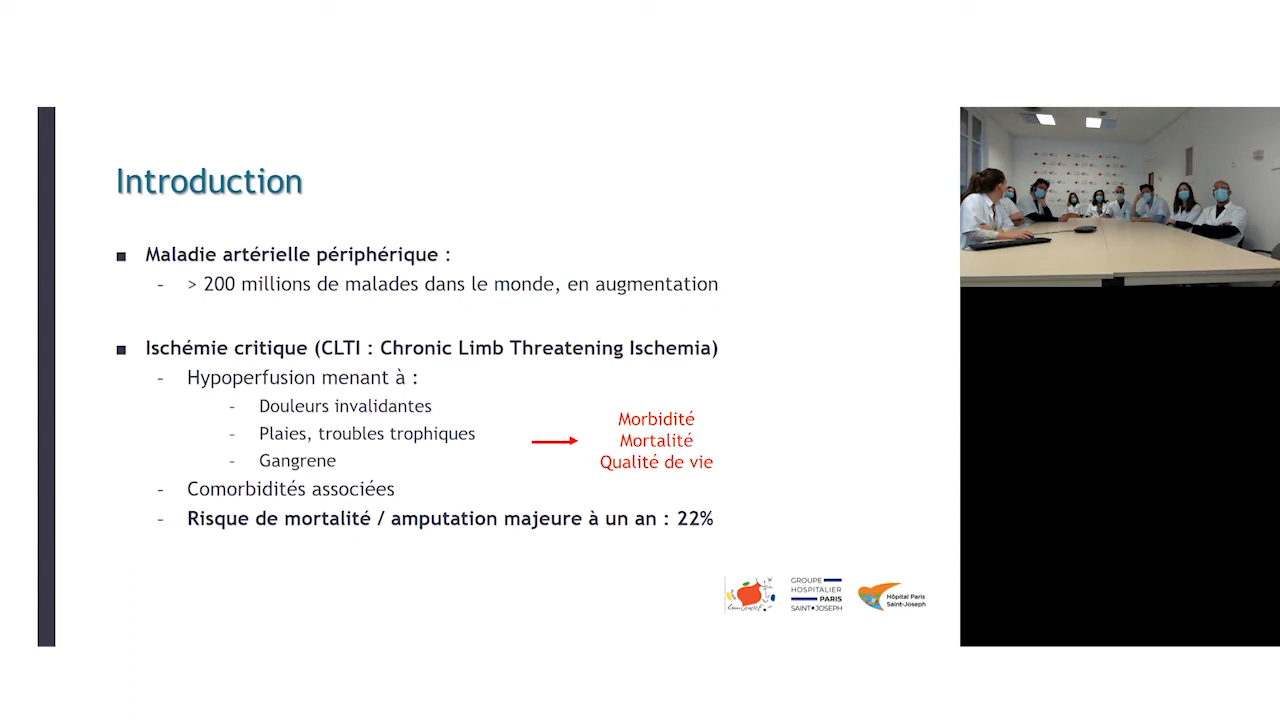 Introduction
Maladie artérielle périphérique :
- > 200 millions de malades dans le monde, en augmentation
Ischémie critique (CLTI : Chronic Limb Threatening Ischemia)
- Hypoperfusion menant à :
- Douleurs invalidantes
- Plaies, troubles trophiques
- Gangrene
Morbidité
Mortalité
Qualité de vie
- Comorbidités associées
- Risque de mortalité / amputation majeure à un an : 22%
GROUPE
HOSPITALIER
PARIS
SAINT•JOSEPH
Hôpital Paris
Saint-Joseph